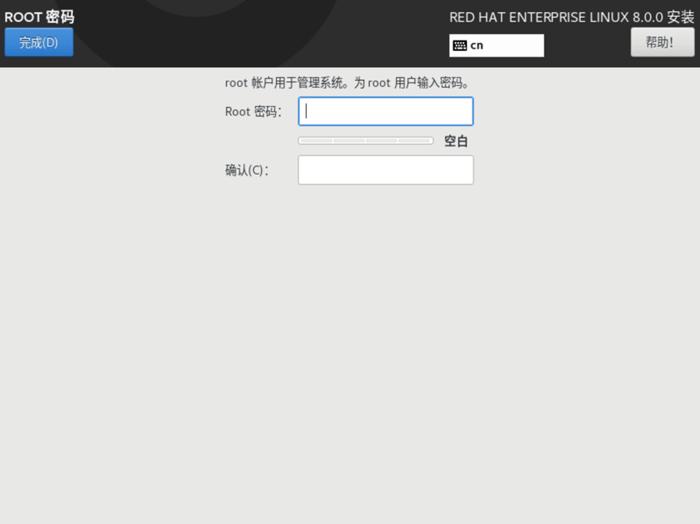 ROOT 密码
RED HAT ENTERPRISE LINUX 8.0.0 安装
完成(D)
cn
帮助!
root 帐户用于管理系统。为 root 用户输入密码。
Root 密码：
空白
确认(C)：